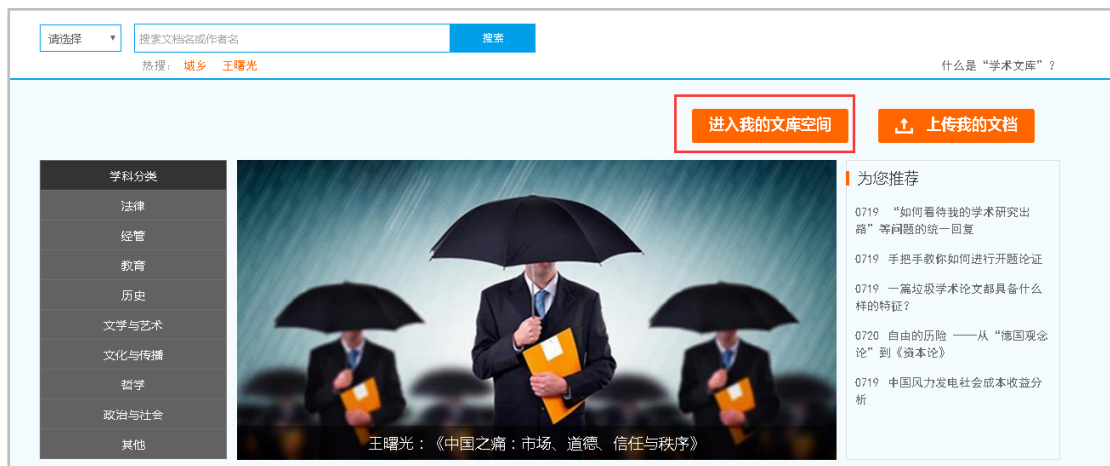 请选择
搜索文档名或作者名
搜索
热搜： 城乡 王曙光
什么是“学术文库”？
进入我的文库空间
上传我的文档
学科分类
法律
经管
教育
历史
文学与艺术
文化与传播
哲学
政治与社会
其他
王曙光：《中国之痛：市场、道德、信任与秩序》
为您推荐
0719 “如何看待我的学术研究出
路”等问题的统一回复
0719 手把手教你如何进行开题论证
0719 一篇垃圾学术论文都具备什么
样的特征？
0720 自由的历险 ——从“德国观念
论”到《资本论》
0719 中国风力发电社会成本收益分
析